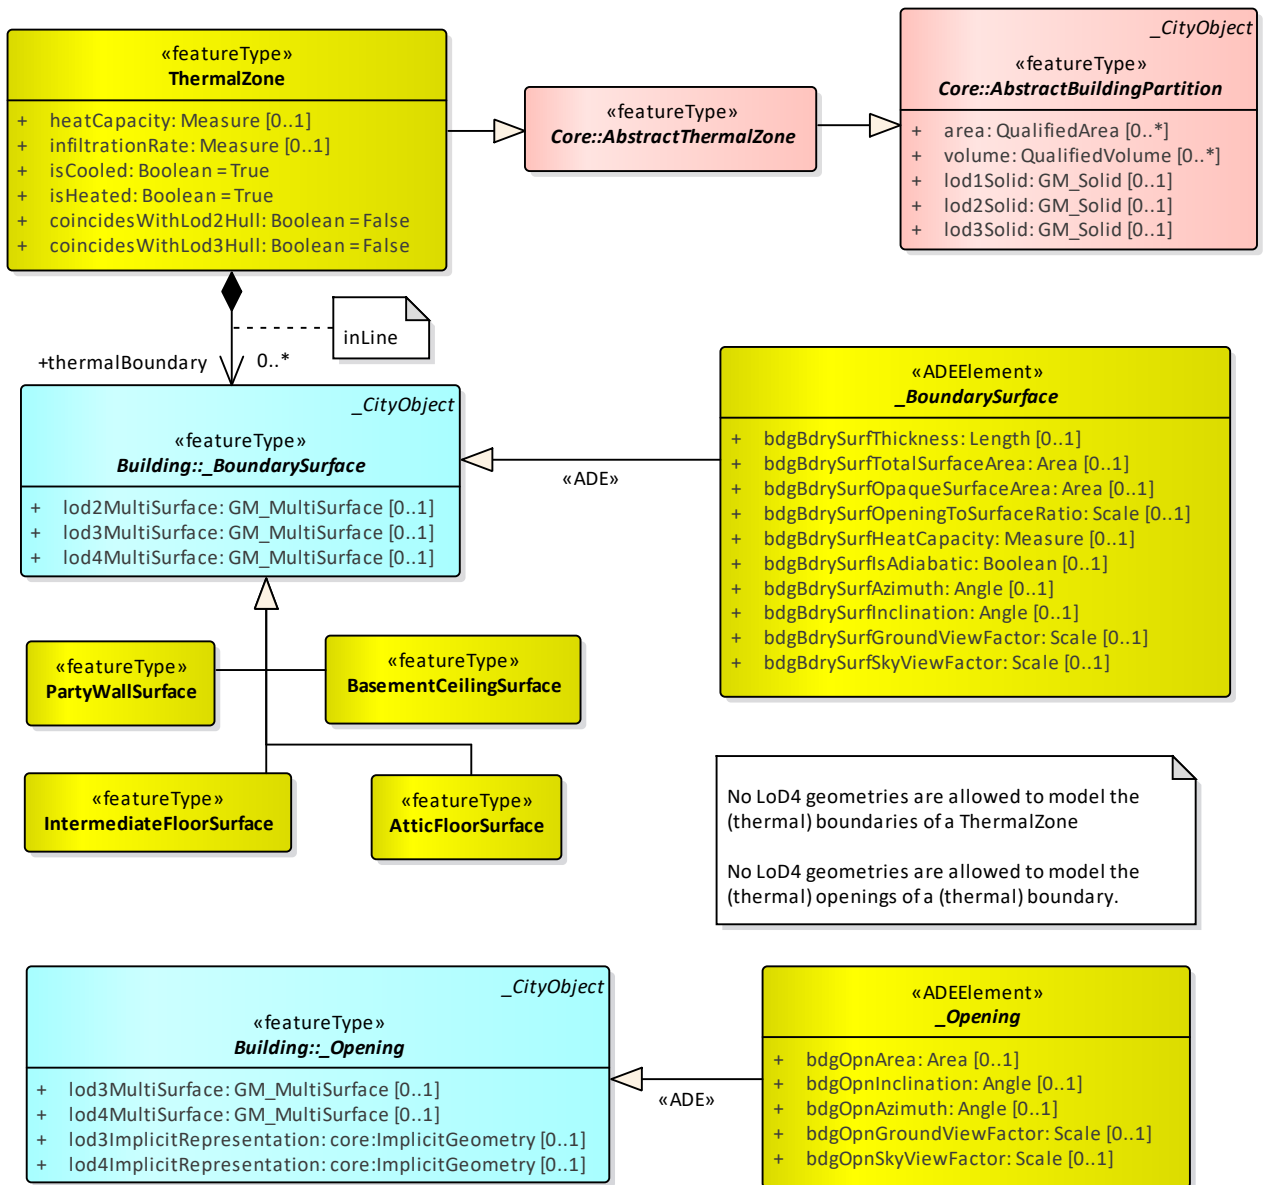 «featureType»
ThermalZone
+ heatCapacity: Measure [0..1]
+ infiltrationRate: Measure [0..1]
+ isCooled: Boolean = True
+ isHeated: Boolean = True
+ coincidesWithLod2Hull: Boolean = False
+ coincidesWithLod3Hull: Boolean = False
«featureType»
Core::AbstractThermalZone
_CityObject
«featureType»
Core::AbstractBuildingPartition
+ area: QualifiedArea [0..*]
+ volume: QualifiedVolume [0..*]
+ lod1Solid: GM_Solid [0..1]
+ lod2Solid: GM_Solid [0..1]
+ lod3Solid: GM_Solid [0..1]
inLine
+thermalBoundary 0..*
_CityObject
«featureType»
Building::_BoundarySurface
+ lod2MultiSurface: GM_MultiSurface [0..1]
+ lod3MultiSurface: GM_MultiSurface [0..1]
+ lod4MultiSurface: GM_MultiSurface [0..1]
«ADE»
«ADEElement»
_BoundarySurface
+ bdgBdrySurfThickness: Length [0..1]
+ bdgBdrySurfTotalSurfaceArea: Area [0..1]
+ bdgBdrySurfOpaqueSurfaceArea: Area [0..1]
+ bdgBdrySurfOpeningToSurfaceRatio: Scale [0..1]
+ bdgBdrySurfHeatCapacity: Measure [0..1]
+ bdgBdrySurfIsAdiabatic: Boolean [0..1]
+ bdgBdrySurfAzimuth: Angle [0..1]
+ bdgBdrySurfInclination: Angle [0..1]
+ bdgBdrySurfGroundViewFactor: Scale [0..1]
+ bdgBdrySurfSkyViewFactor: Scale [0..1]
«featureType»
PartyWallSurface
«featureType»
BasementCeilingSurface
«featureType»
IntermediateFloorSurface
«featureType»
AtticFloorSurface
No LoD4 geometries are allowed to model the
(thermal) boundaries of a ThermalZone
No LoD4 geometries are allowed to model the
(thermal) openings of a (thermal) boundary.
_CityObject
«featureType»
Building::_Opening
+ lod3MultiSurface: GM_MultiSurface [0..1]
+ lod4MultiSurface: GM_MultiSurface [0..1]
+ lod3ImplicitRepresentation: core:ImplicitGeometry [0..1]
+ lod4ImplicitRepresentation: core:ImplicitGeometry [0..1]
«ADE»
«ADEElement»
_Opening
+ bdgOpnArea: Area [0..1]
+ bdgOpnInclination: Angle [0..1]
+ bdgOpnAzimuth: Angle [0..1]
+ bdgOpnGroundViewFactor: Scale [0..1]
+ bdgOpnSkyViewFactor: Scale [0..1]